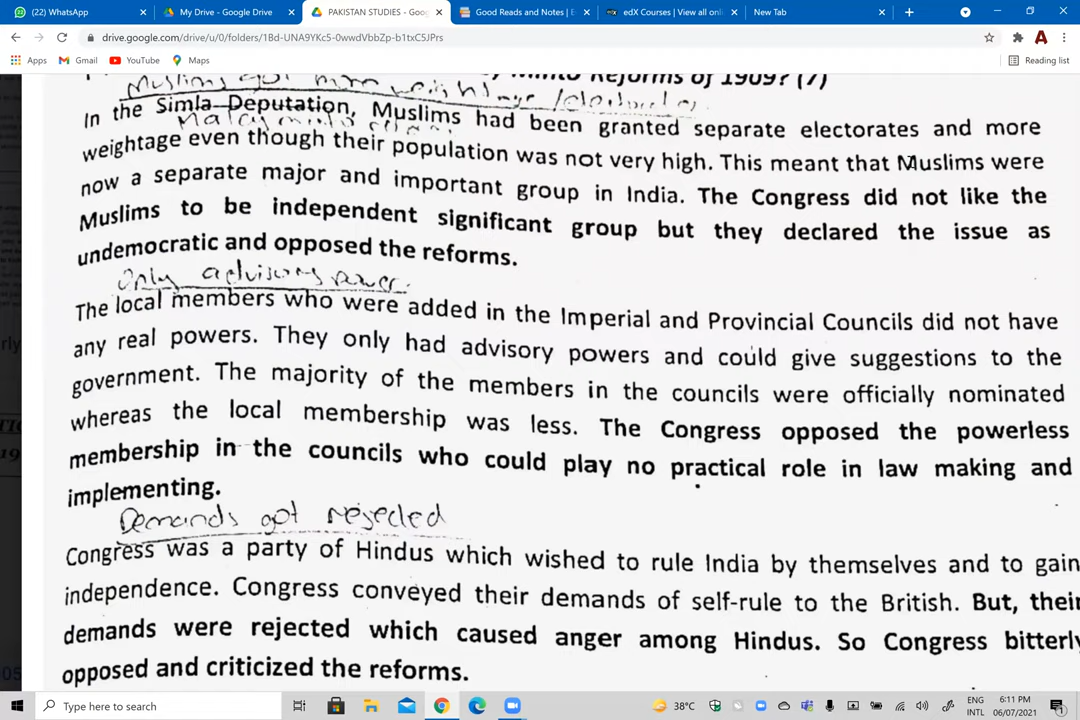 (22) WhatsApp
My Drive - Google Drive
PAKISTAN STUDIES - Goo
Good Reads and Notes | E
edX Courses | View all onl
New Tab
drive.google.com/drive/u/0/folders/1Bd-UNA9YKc5-0wwdVbbZp-b1txC5JPrs
Apps
Gmail
YouTube
Maps
Reading list
Minto Reforms of 1909? (7)
Muslims got more weightage /electorates
In the Simla Deputation, Muslims had been granted separate electorates and more
weightage even though their population was not very high. This meant that Muslims were
now a separate major and important group in India. The Congress did not like the
Muslims to be independent significant group but they declared the issue as
undemocratic and opposed the reforms.
Only advisory power.
The local members who were added in the Imperial and Provincial Councils did not have
any real powers. They only had advisory powers and could give suggestions to the
government. The majority of the members in the councils were officially nominated
whereas the local membership was less. The Congress opposed the powerless
membership in the councils who could play no practical role in law making and
implementing.
Demands got rejected
Congress was a party of Hindus which wished to rule India by themselves and to gain
independence. Congress conveyed their demands of self-rule to the British. But, their
demands were rejected which caused anger among Hindus. So Congress bitterly
opposed and criticized the reforms.
rly
TIO
19
05
Type here to search
38°C
ENG
INTL
6:11 PM
06/07/2021